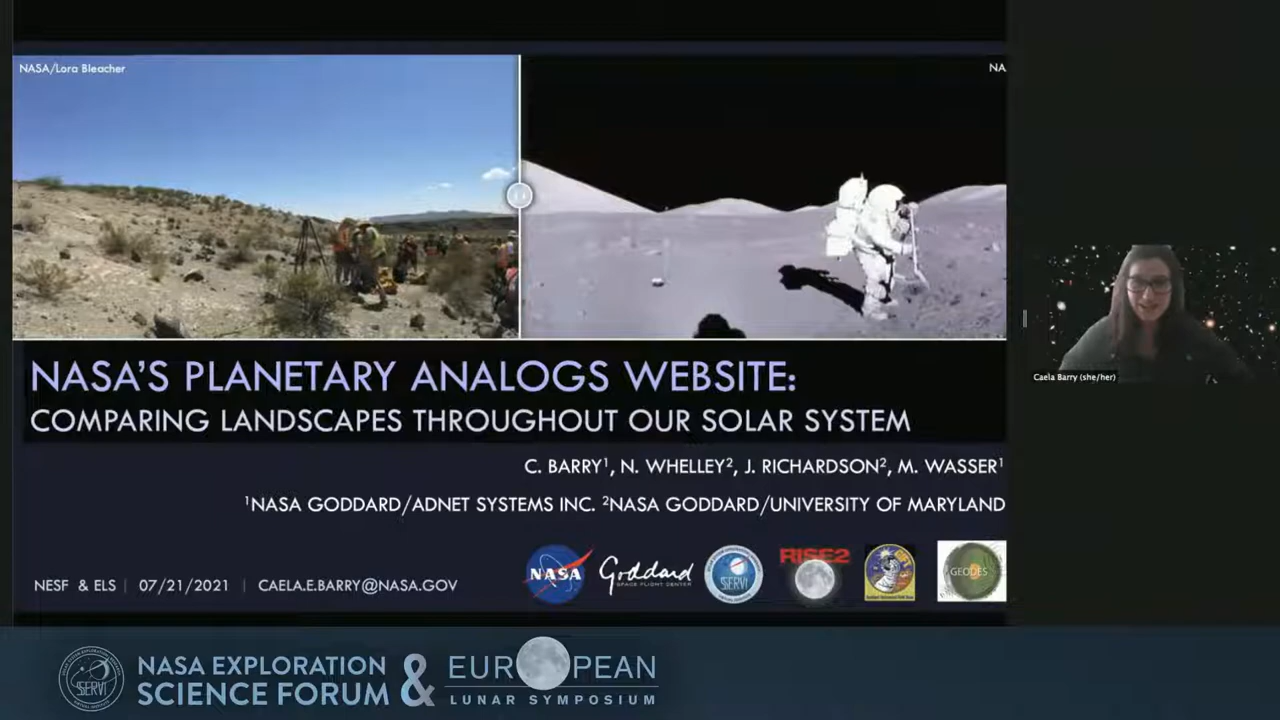 NASA/Lora Bleacher
NA
NASA'S PLANETARY ANALOGS WEBSITE:
COMPARING LANDSCAPES THROUGHOUT OUR SOLAR SYSTEM
C. BARRY¹, N. WHELLEY², J. RICHARDSON², M. WASSER¹
¹NASA GODDARD/ADNET SYSTEMS INC. ²NASA GODDARD/UNIVERSITY OF MARYLAND
NESF & ELS | 07/21/2021 | CAELA.E.BARRY@NASA.GOV
NASA
Goddard
SPACE FLIGHT CENTER
SSERVI
RISE2
GEODES
Caela Barry (she/her)
SSERVI
NASA EXPLORATION
SCIENCE FORUM
&
EUROPEAN
LUNAR SYMPOSIUM